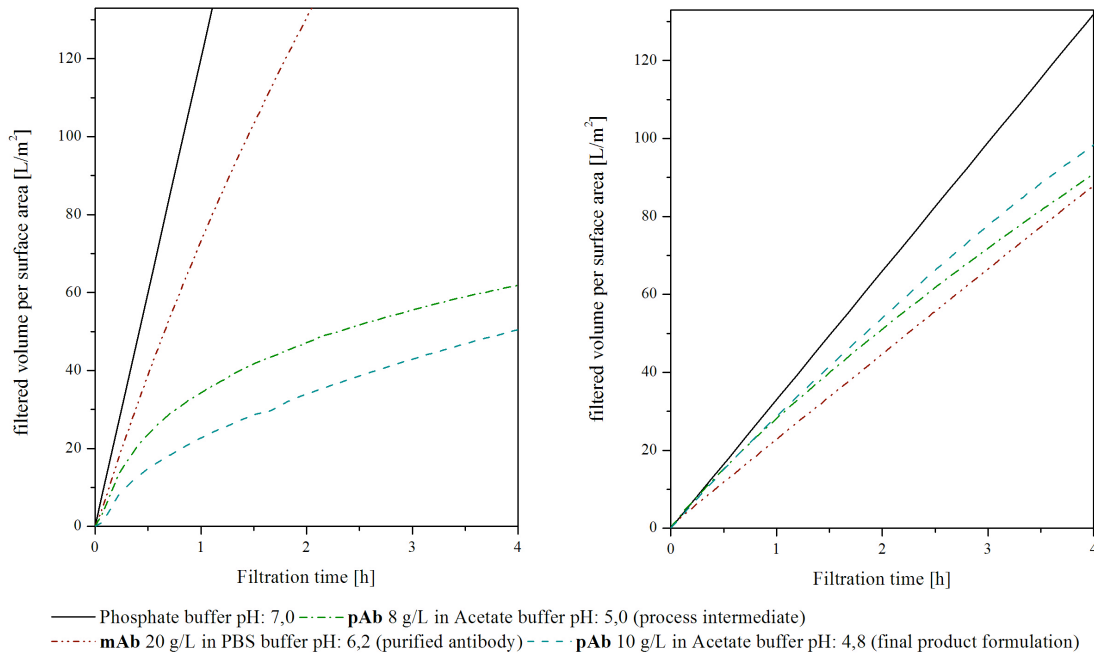 filtered volume per surface area [L/m²]
120
100
80
60
40
20
0
0 1 2 3 4
Filtration time [h]
filtered volume per surface area [L/m²]
120
100
80
60
40
20
0
0 1 2 3 4
Filtration time [h]
Phosphate buffer pH: 7,0 pAb 8 g/L in Acetate buffer pH: 5,0 (process intermediate)
mAb 20 g/L in PBS buffer pH: 6,2 (purified antibody) pAb 10 g/L in Acetate buffer pH: 4,8 (final product formulation)